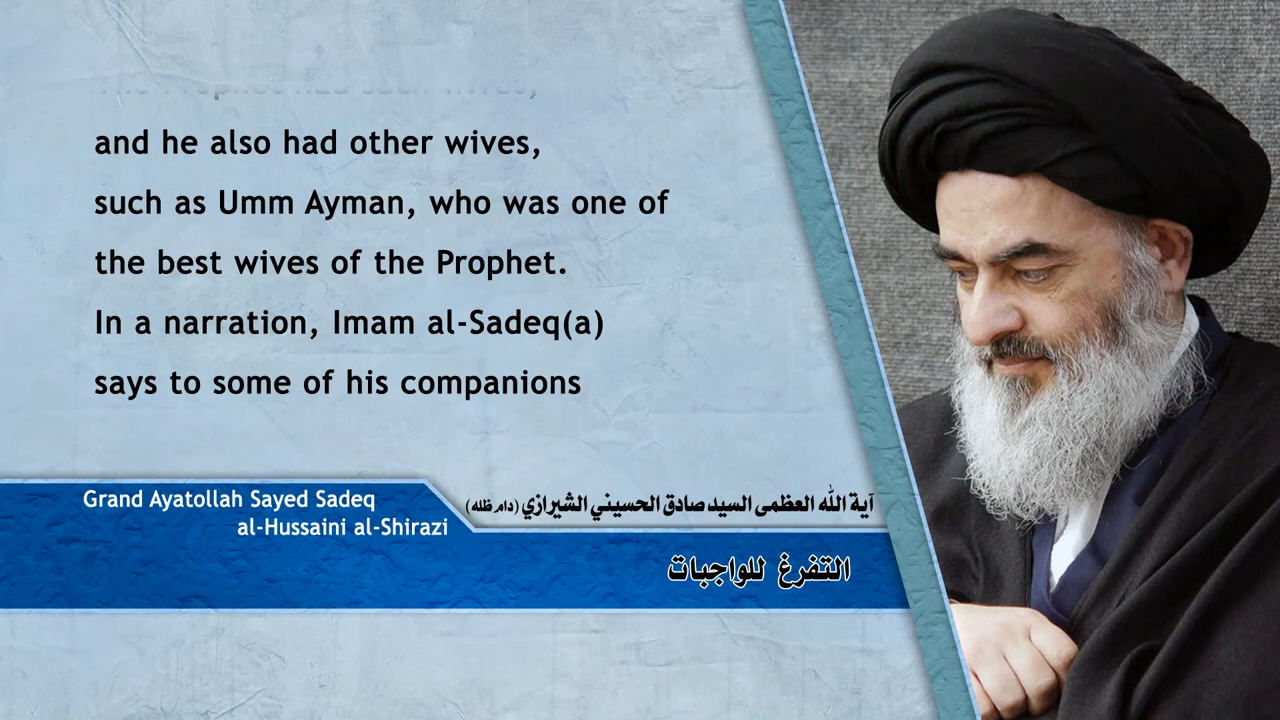 and he also had other wives,
such as Umm Ayman, who was one of
the best wives of the Prophet.
In a narration, Imam al-Sadeq(a)
says to some of his companions
Grand Ayatollah Sayed Sadeq
al-Hussaini al-Shirazi
آية الله العظمى السيد صادق الحسيني الشيرازي (دام ظله)
التفرغ للواجبات